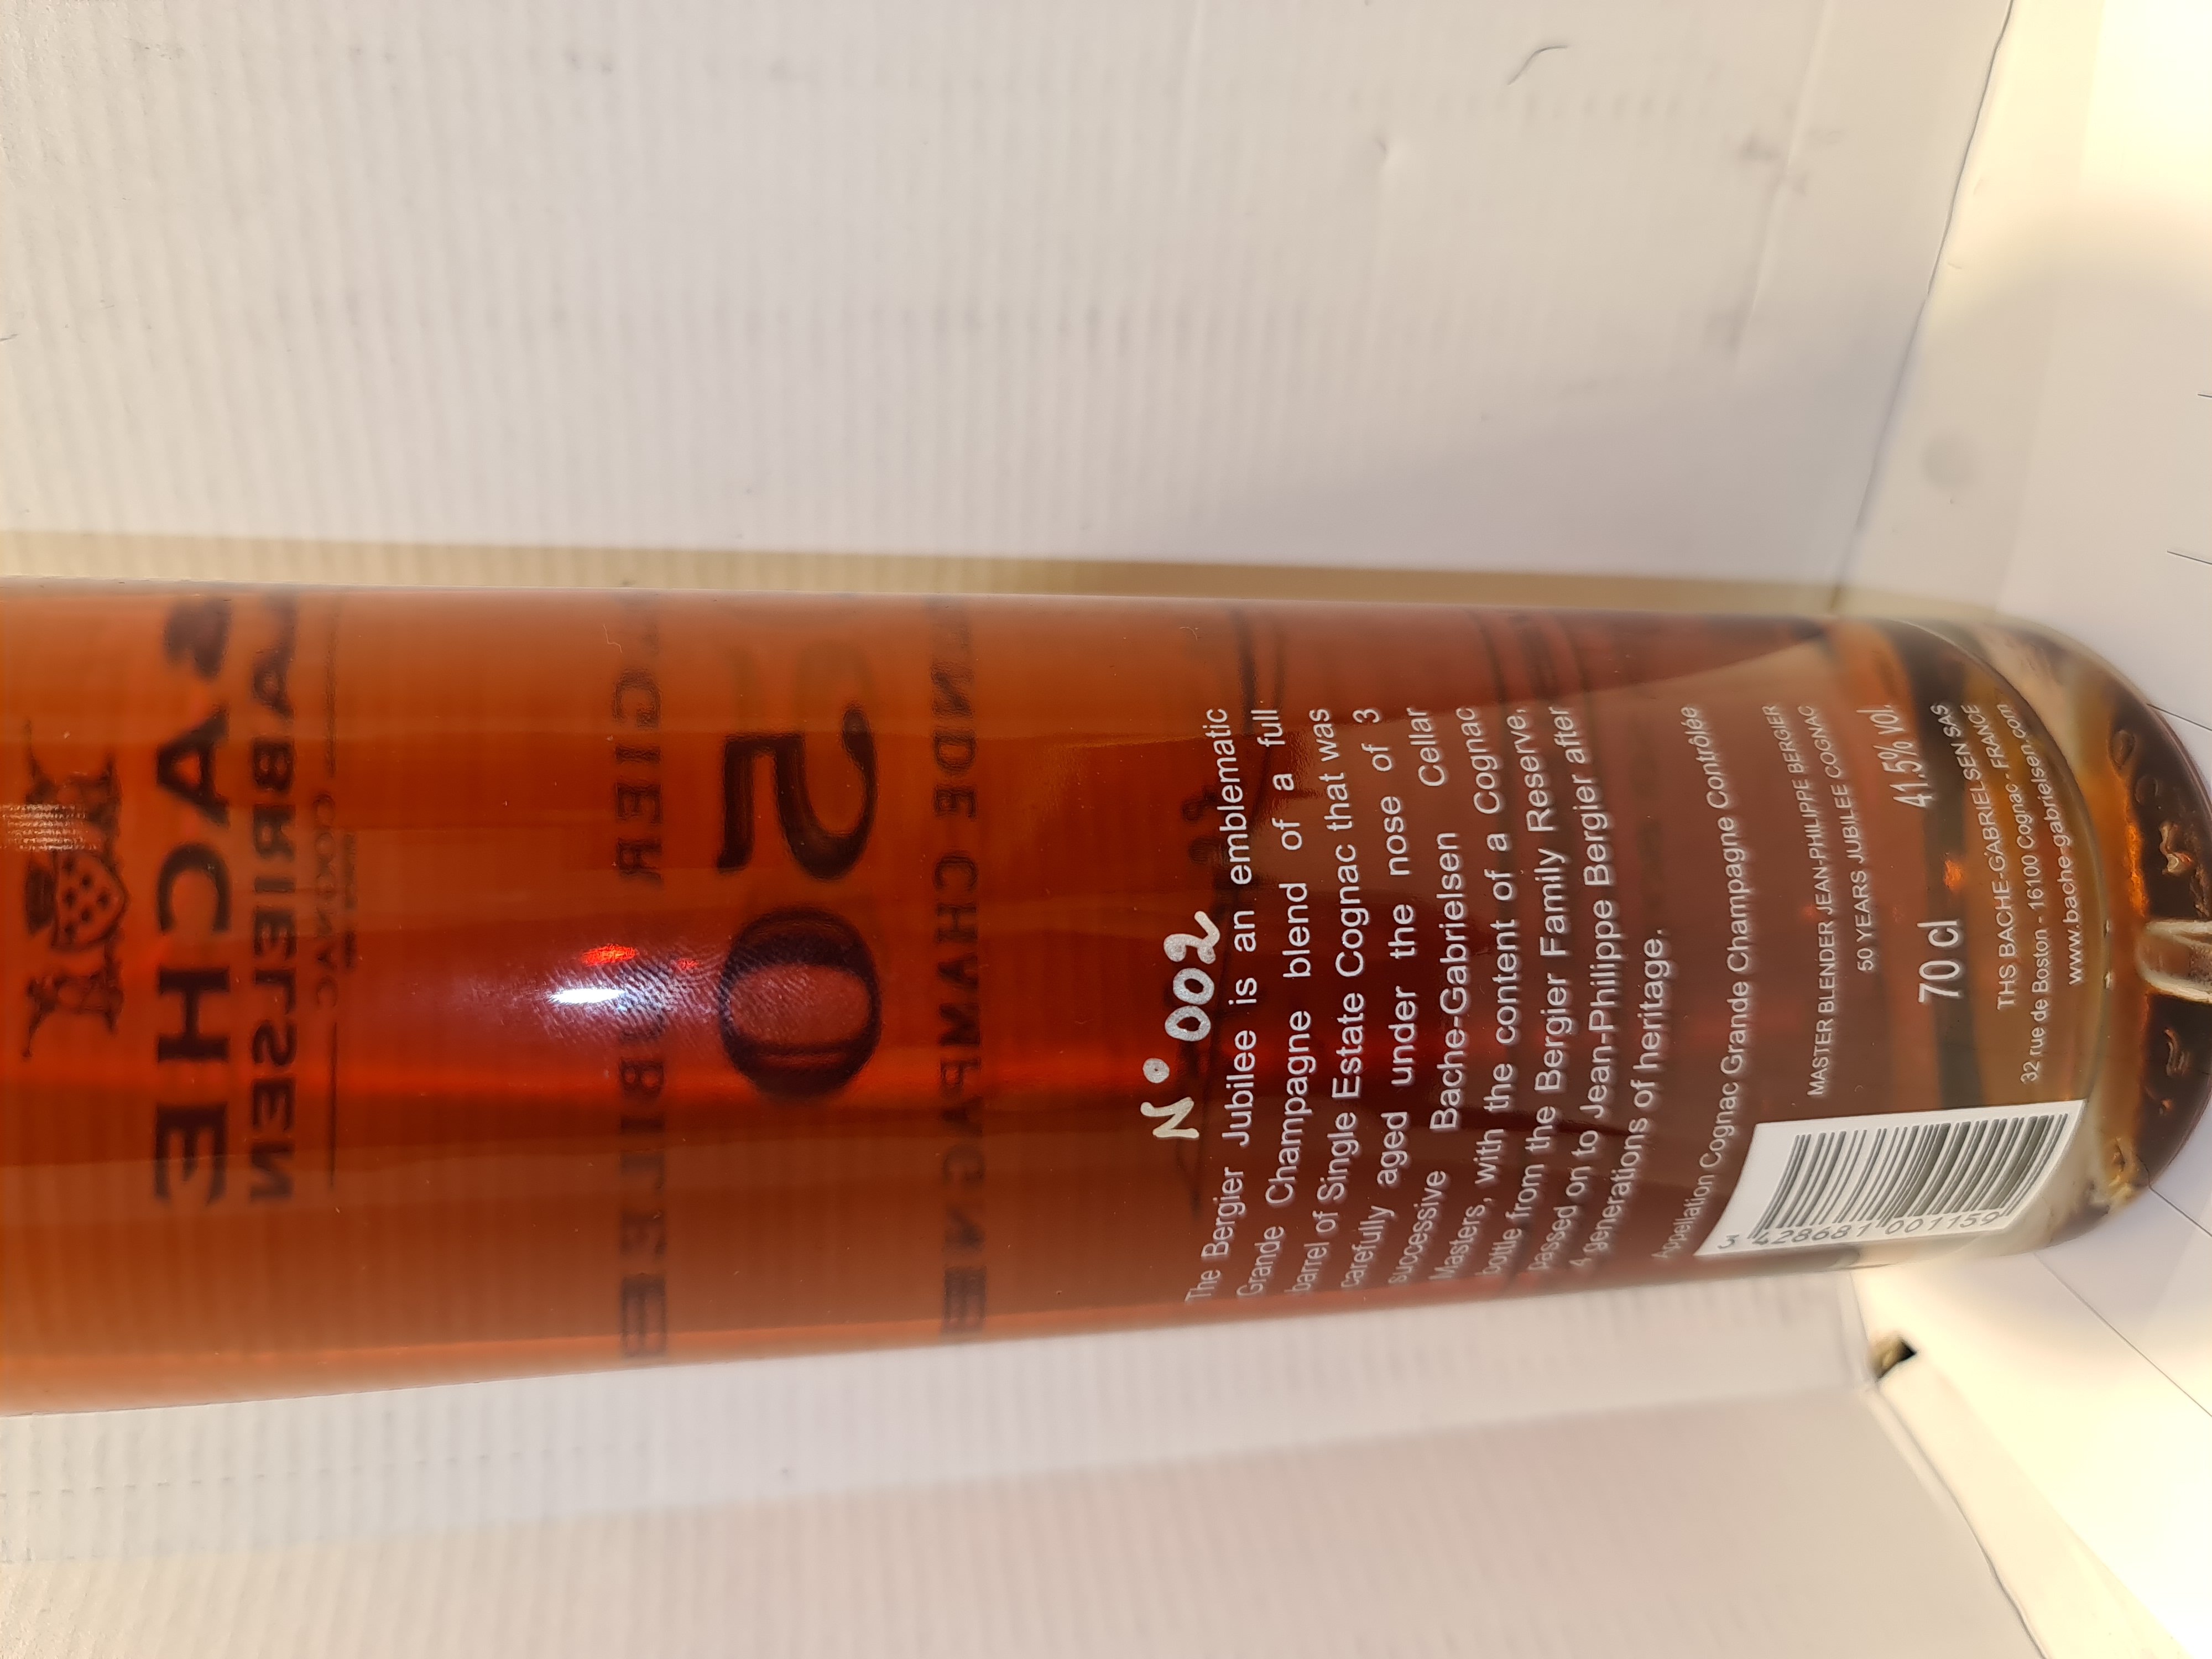 BACHE
GABRIELSEN
COGNAC
BERGIER
JUBILEE
50
GRANDE CHAMPAGNE
N° 002
The Bergier Jubilee is an emblematic
Grande Champagne blend of a full
barrel of Single Estate Cognac that was
carefully aged under the nose of 3
successive Bache-Gabrielsen Cellar
Masters, with the content of a Cognac
bottle from the Bergier Family Reserve,
passed on to Jean-Philippe Bergier after
4 generations of heritage.
Appellation Cognac Grande Champagne Contrôlée
MASTER BLENDER JEAN-PHILIPPE BERGIER
50 YEARS JUBILEE COGNAC
70 cl 41.5% vol.
THS BACHE-GABRIELSEN SAS
32 rue de Boston - 16100 Cognac - FRANCE
www.bache-gabrielsen.com
3 428681 001159